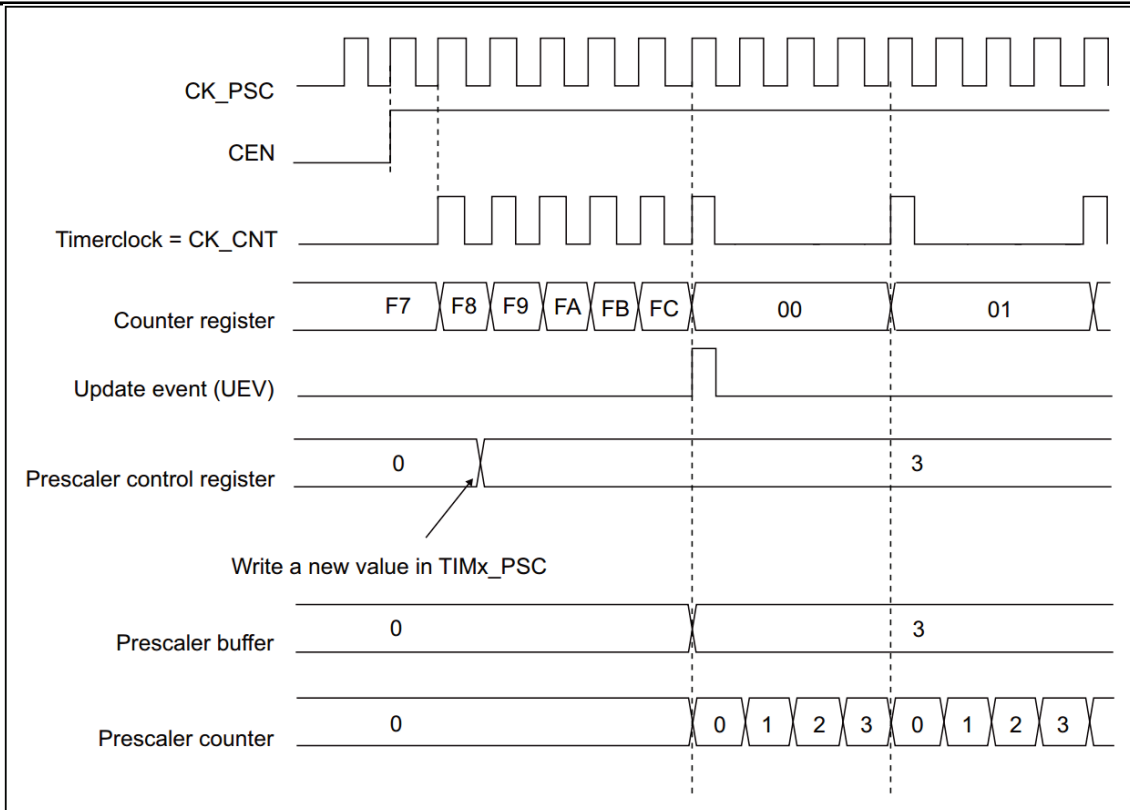 CK_PSC
CEN
Timerclock = CK_CNT
Counter register
F7 F8 F9 FA FB FC 00 01
Update event (UEV)
Prescaler control register
0 3
Write a new value in TIMx_PSC
Prescaler buffer
0 3
Prescaler counter
0 0 1 2 3 0 1 2 3